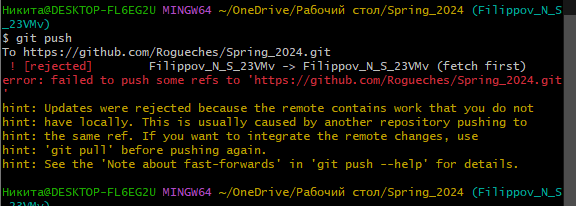 Никита@DESKTOP-FL6EG2U MINGW64 ~/OneDrive/Рабочий стол/Spring_2024 (Filippov_N_S
_23VMv)
$ git push
To https://github.com/Rogueches/Spring_2024.git
 ! [rejected]        Filippov_N_S_23VMv -> Filippov_N_S_23VMv (fetch first)
error: failed to push some refs to 'https://github.com/Rogueches/Spring_2024.git
'
hint: Updates were rejected because the remote contains work that you do not
hint: have locally. This is usually caused by another repository pushing to
hint: the same ref. If you want to integrate the remote changes, use
hint: 'git pull' before pushing again.
hint: See the 'Note about fast-forwards' in 'git push --help' for details.
Никита@DESKTOP-FL6EG2U MINGW64 ~/OneDrive/Рабочий стол/Spring_2024 (Filippov_N_S